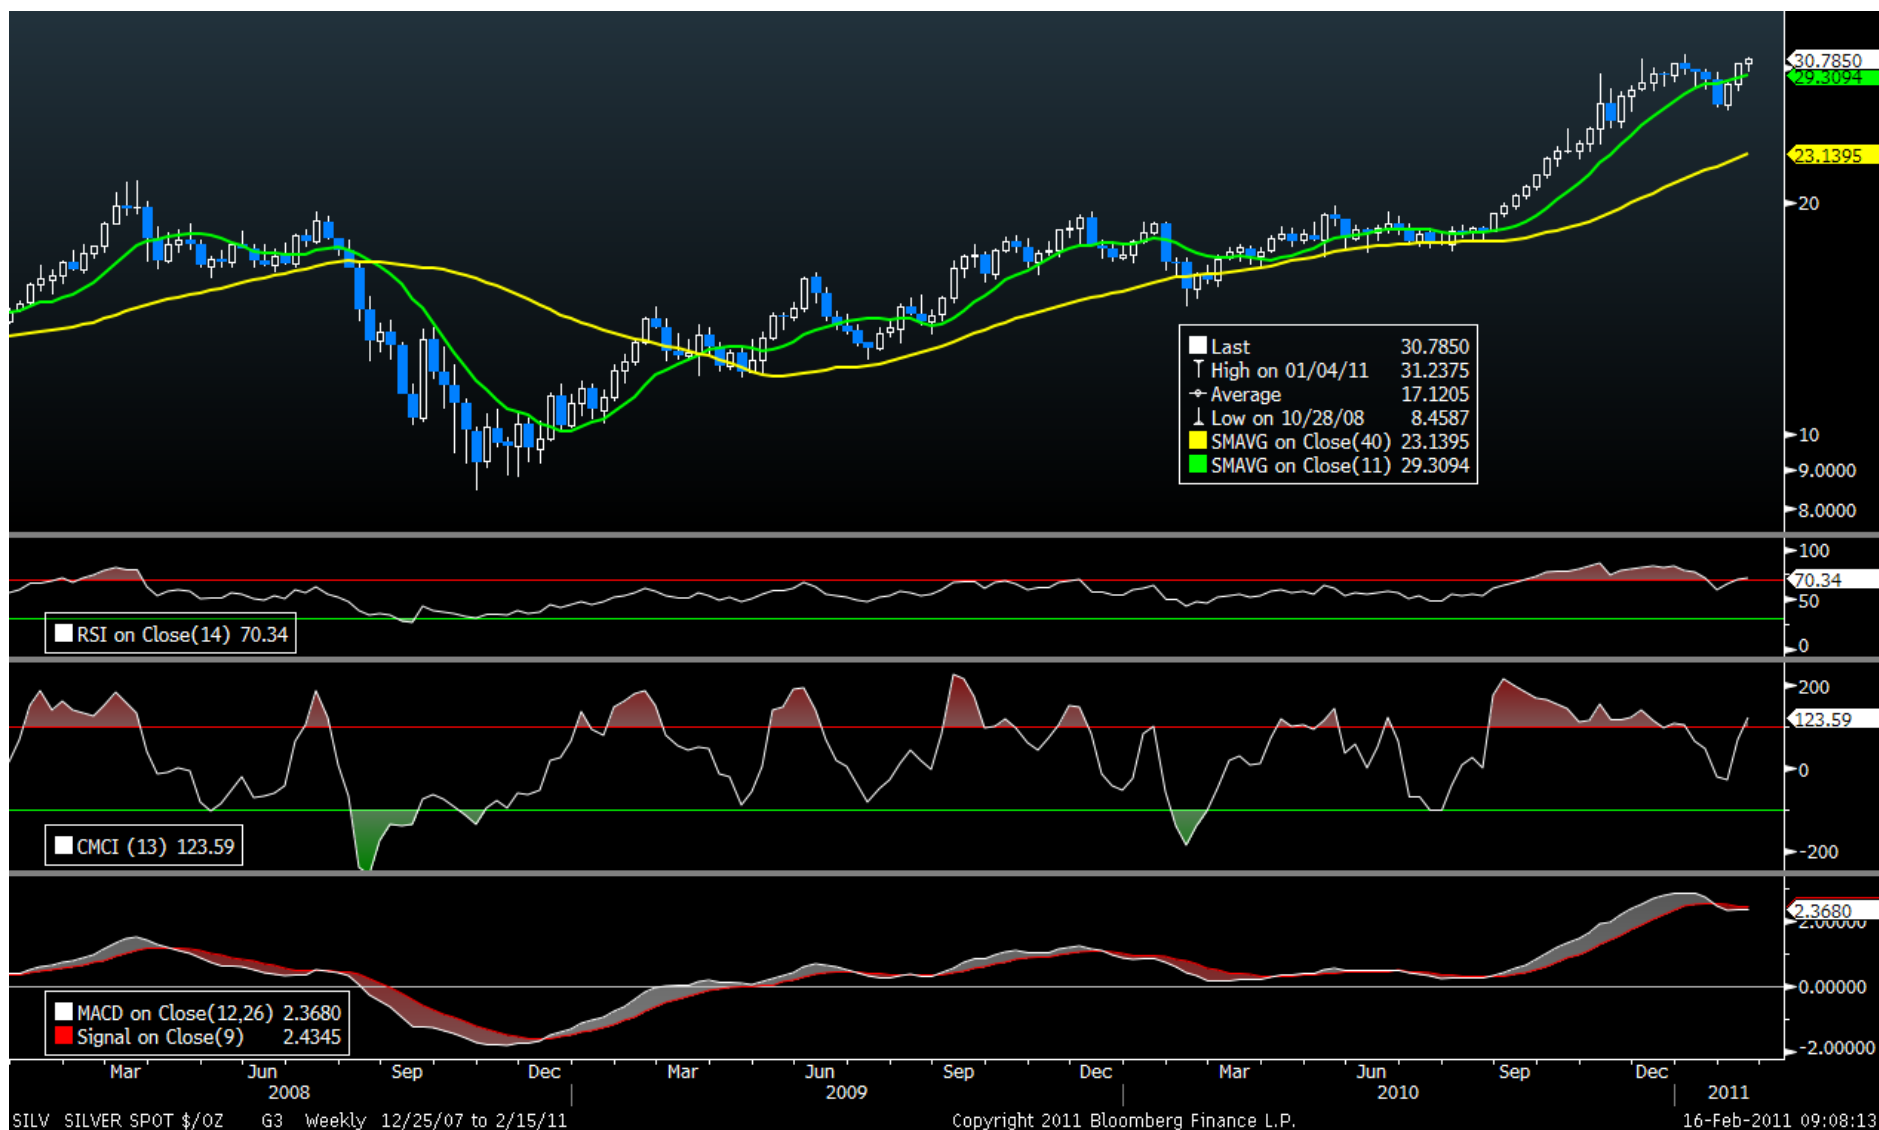 30.7850
29.3094
23.1395
20
10
9.0000
8.0000
Last 30.7850
High on 01/04/11 31.2375
Average 17.1205
Low on 10/28/08 8.4587
SMAVG on Close(40) 23.1395
SMAVG on Close(11) 29.3094
100
70.34
50
0
RSI on Close(14) 70.34
200
123.59
0
-200
CMCI (13) 123.59
2.3680
2.00000
0.00000
-2.00000
MACD on Close(12,26) 2.3680
Signal on Close(9) 2.4345
Mar Jun Sep Dec Mar Jun Sep Dec Mar Jun Sep Dec
2008 2009 2010 2011
SILV SILVER SPOT $/OZ G3 Weekly 12/25/07 to 2/15/11 Copyright 2011 Bloomberg Finance L.P. 16-Feb-2011 09:08:13